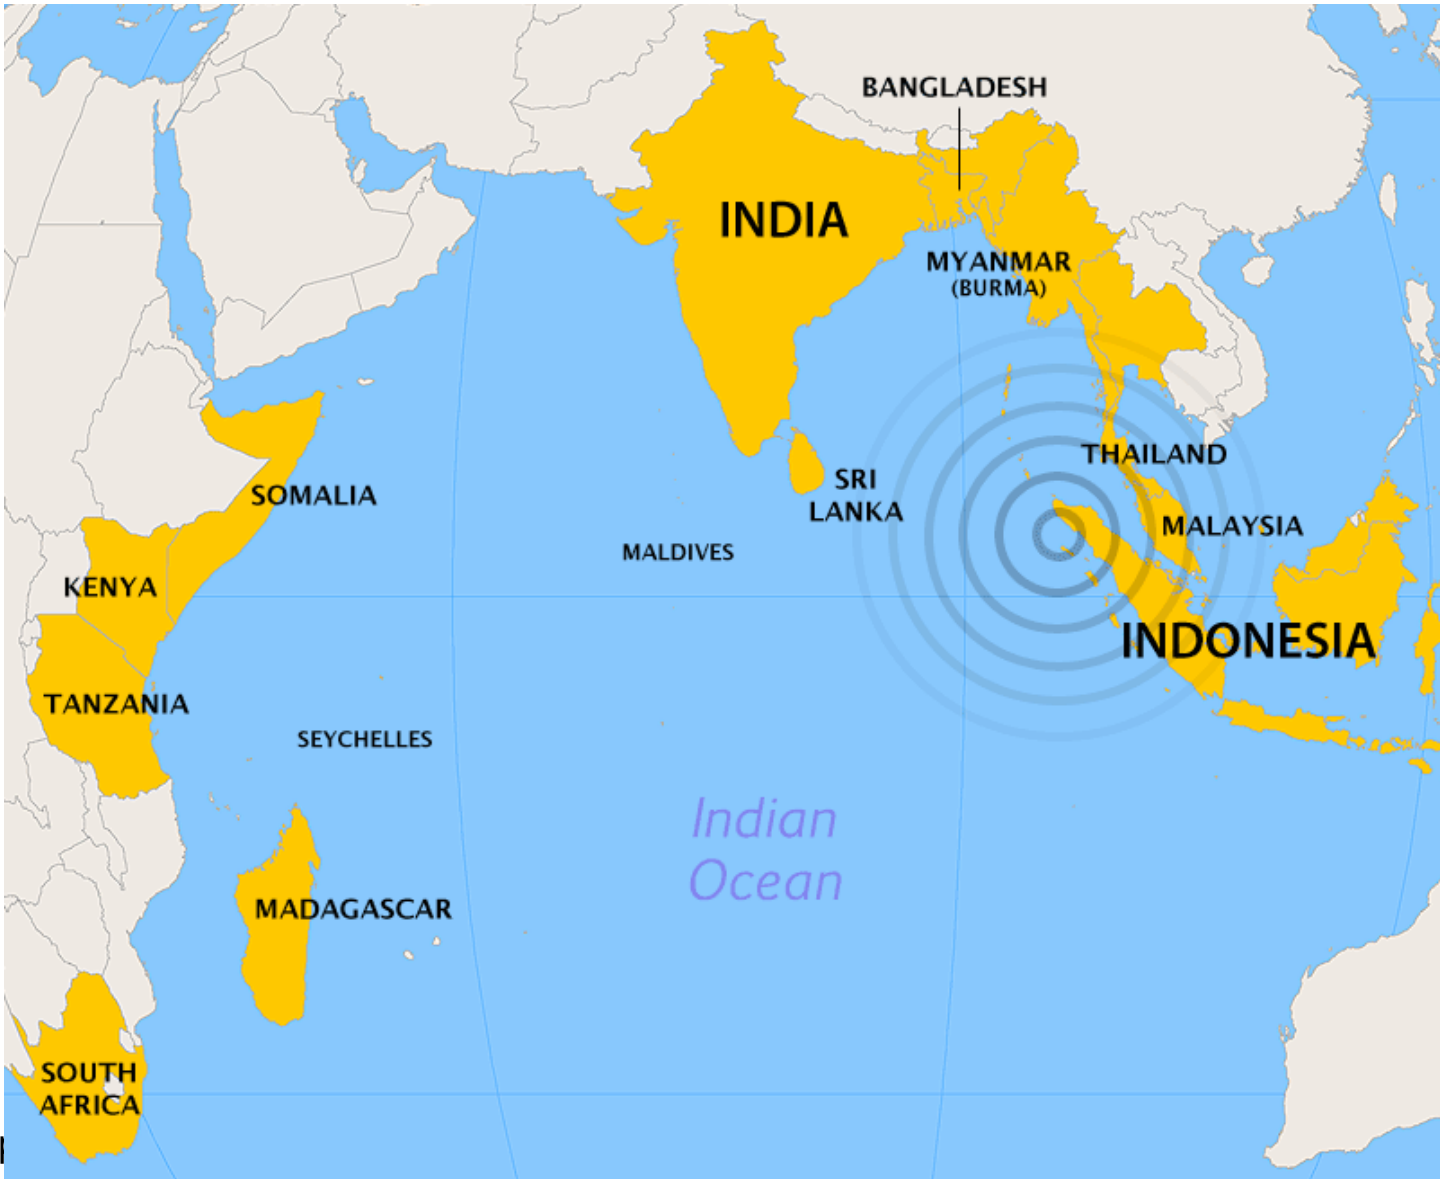 BANGLADESH
INDIA
MYANMAR
(BURMA)
THAILAND
SRI
LANKA
SOMALIA
MALAYSIA
MALDIVES
KENYA
INDONESIA
TANZANIA
SEYCHELLES
Indian
Ocean
MADAGASCAR
SOUTH
AFRICA